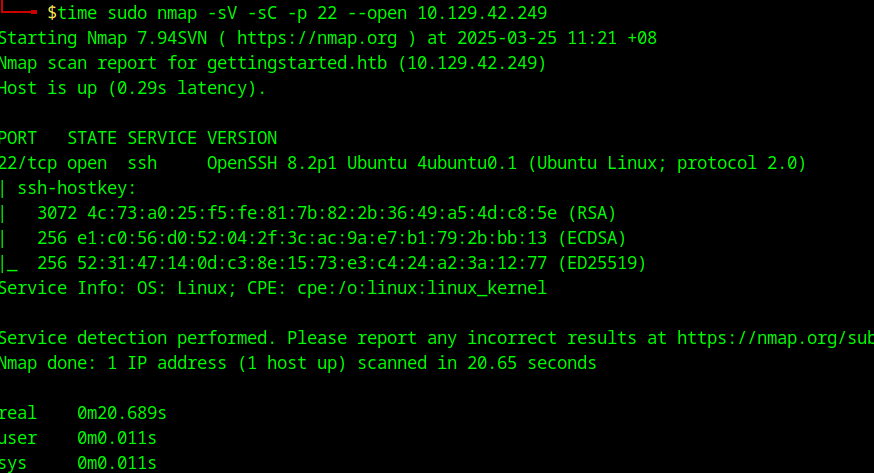 $time sudo nmap -sV -sC -p 22 --open 10.129.42.249
Starting Nmap 7.94SVN ( https://nmap.org ) at 2025-03-25 11:21 +08
Nmap scan report for gettingstarted.htb (10.129.42.249)
Host is up (0.29s latency).
PORT   STATE SERVICE VERSION
22/tcp open  ssh     OpenSSH 8.2p1 Ubuntu 4ubuntu0.1 (Ubuntu Linux; protocol 2.0)
| ssh-hostkey:
|   3072 4c:73:a0:25:f5:fe:81:7b:82:2b:36:49:a5:4d:c8:5e (RSA)
|   256 e1:c0:56:d0:52:04:2f:3c:ac:9a:e7:b1:79:2b:bb:13 (ECDSA)
|_  256 52:31:47:14:0d:c3:8e:15:73:e3:c4:24:a2:3a:12:77 (ED25519)
Service Info: OS: Linux; CPE: cpe:/o:linux:linux_kernel
Service detection performed. Please report any incorrect results at https://nmap.org/sub
Nmap done: 1 IP address (1 host up) scanned in 20.65 seconds
real    0m20.689s
user    0m0.011s
sys     0m0.011s